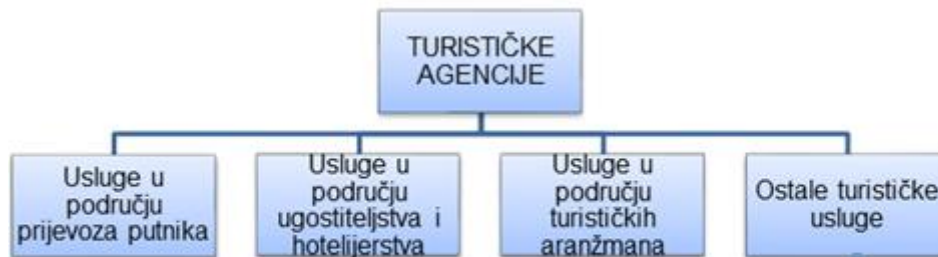 TURISTIČKE
AGENCIJE
Usluge u
području
prijevoza putnika
Usluge u
području
ugostiteljstva i
hotelijerstva
Usluge u
području
turističkih
aranžmana
Ostale turističke
usluge